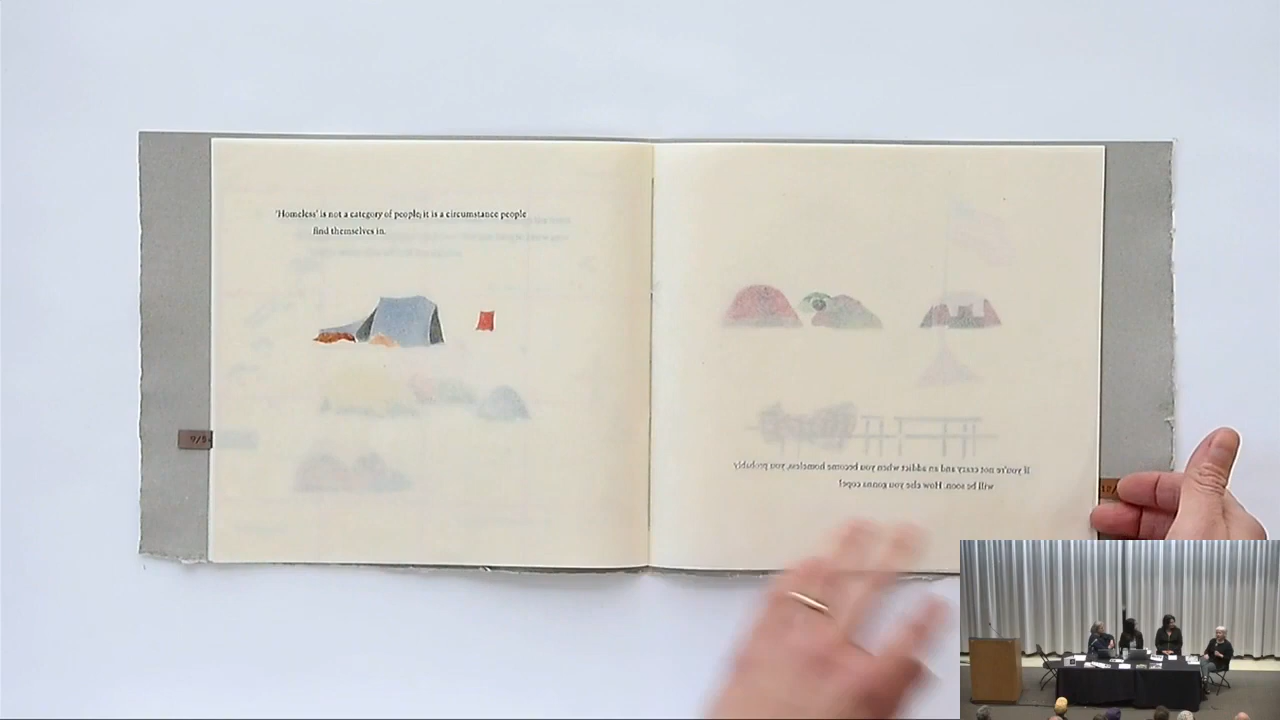 'Homeless' is not a category of people; it is a circumstance people
find themselves in.
If you're not crazy and an addict when you become homeless, you probably
will be soon. How else you gonna cope?